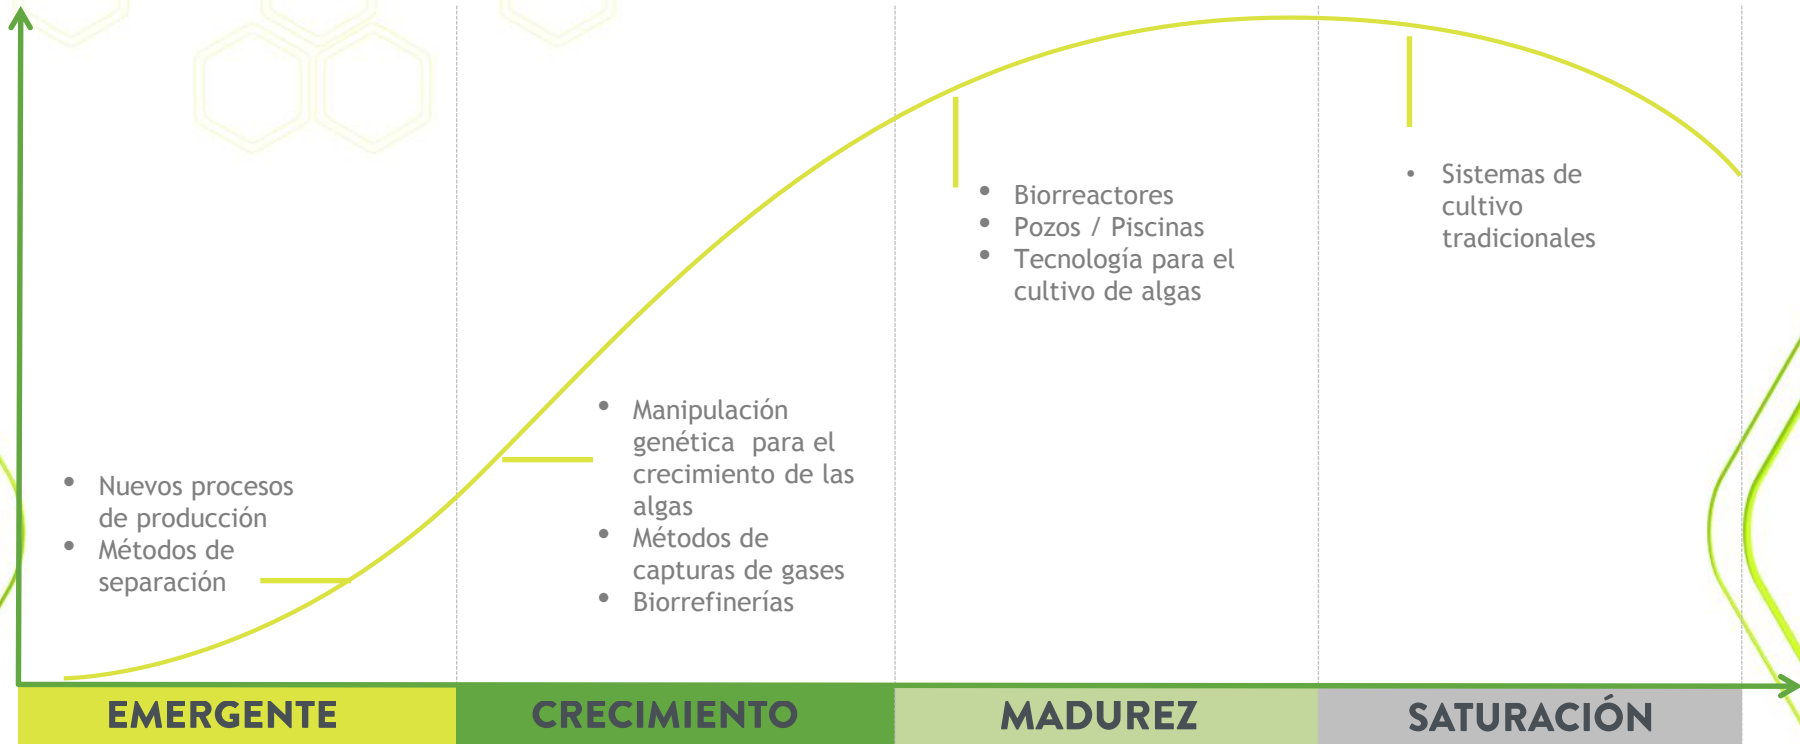 • Nuevos procesos
de producción
• Métodos de
separación
• Manipulación
genética para el
crecimiento de las
algas
• Métodos de
capturas de gases
• Biorrefinerías
• Biorreactores
• Pozos / Piscinas
• Tecnología para el
cultivo de algas
• Sistemas de
cultivo
tradicionales
EMERGENTE
CRECIMIENTO
MADUREZ
SATURACIÓN